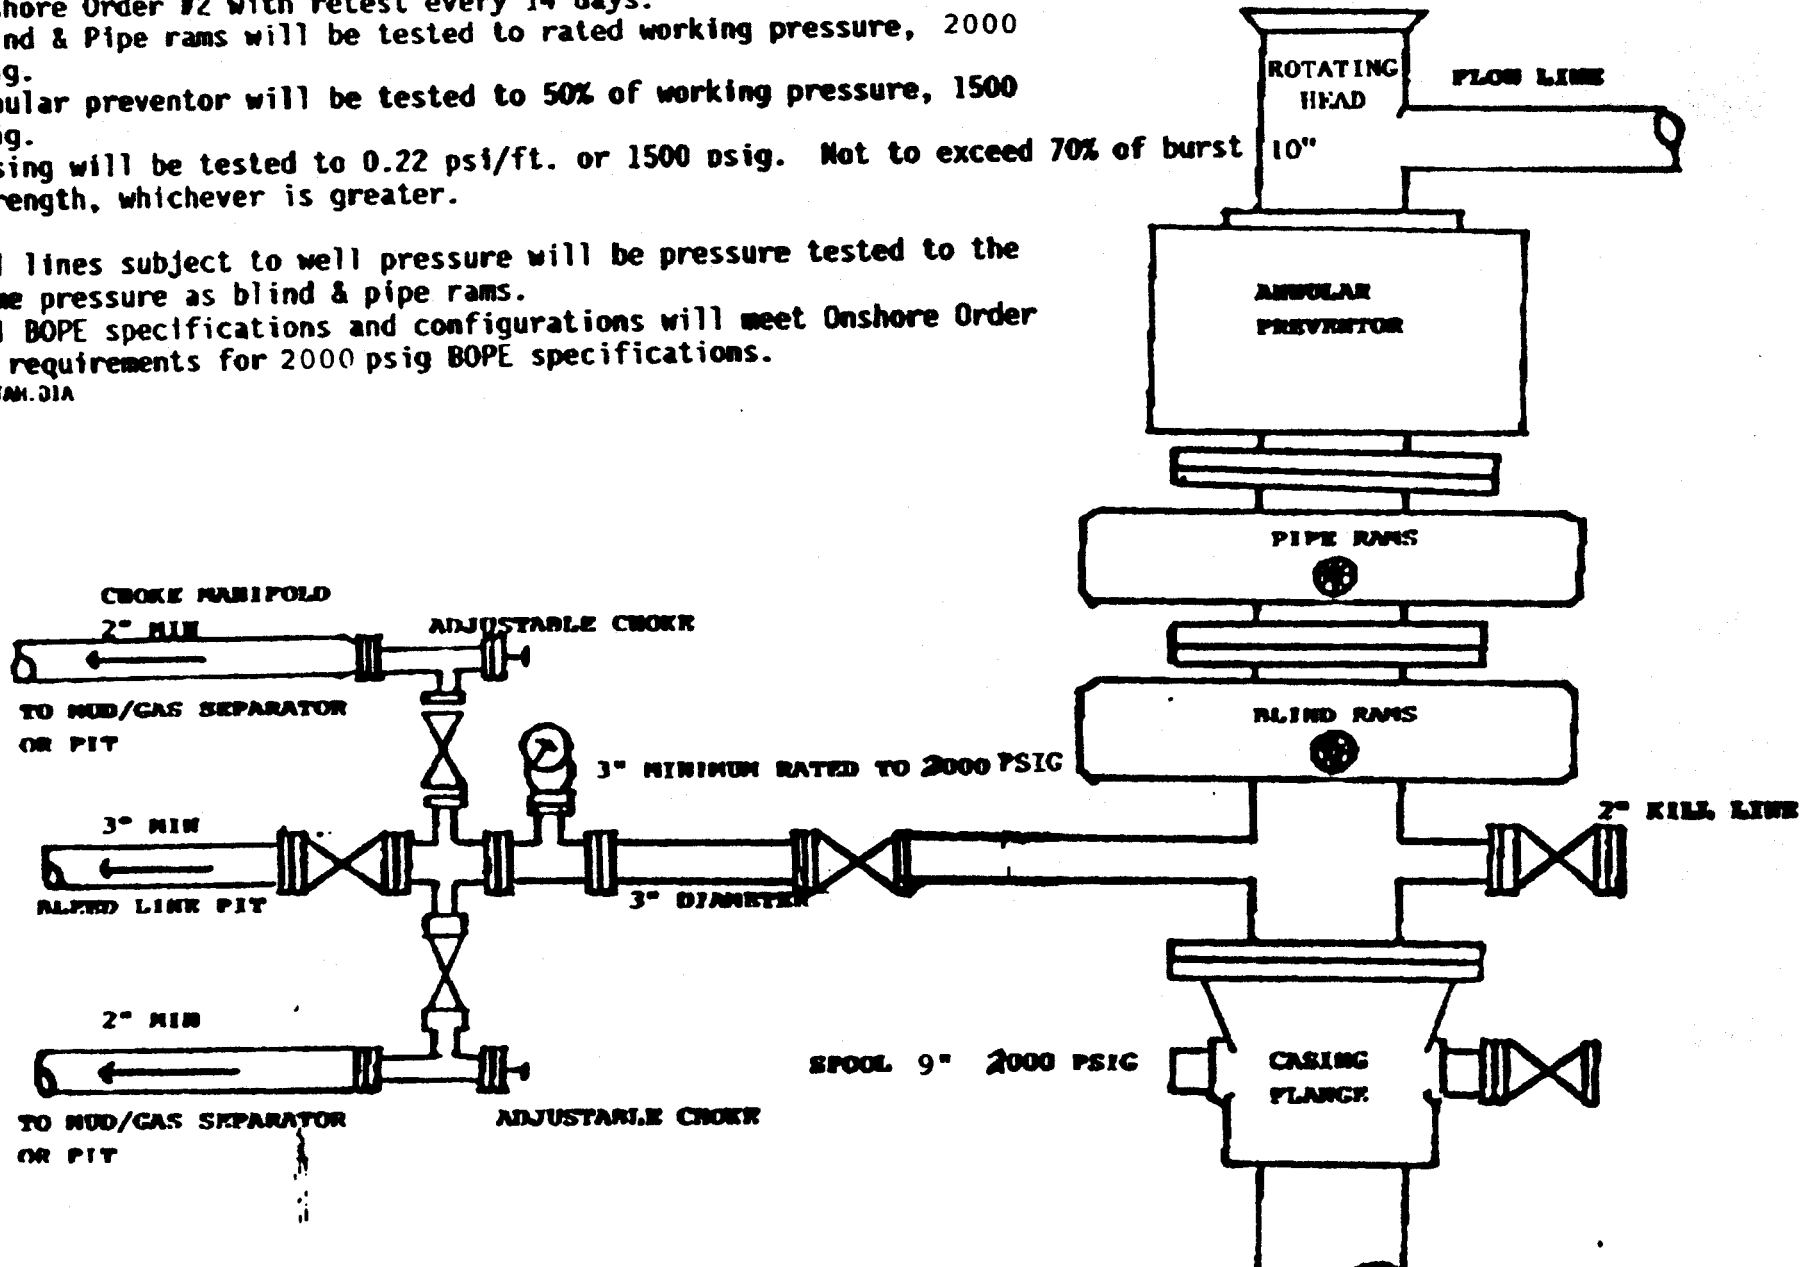 hore Order #2 with retest every 14 days.
nd & Pipe rams will be tested to rated working pressure, 2000
g.
ular preventor will be tested to 50% of working pressure, 1500
g.
sing will be tested to 0.22 psi/ft. or 1500 psig. Not to exceed 70% of burst
rength, whichever is greater.
l lines subject to well pressure will be pressure tested to the
me pressure as blind & pipe rams.
l BOPE specifications and configurations will meet Onshore Order
requirements for 2000 psig BOPE specifications.
AM.DIA
ROTATING
HEAD
FLOW LINE
10"
ANNULAR
PREVENTOR
PIPE RAMS
CHOKE MANIFOLD
2" MIN
ADJUSTABLE CHOKE
TO MUD/GAS SEPARATOR
OR PIT
BLIND RAMS
3" MINIMUM RATED TO 2000 PSIG
3" MIN
2" KILL LINE
BLEED LINE PIT
3" DIAMETER
2" MIN
SPOOL 9" 2000 PSIG
CASING
FLANGE
TO MUD/GAS SEPARATOR
OR PIT
ADJUSTABLE CHOKE